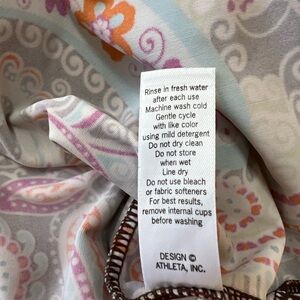 Rinse in fresh water
after each use
Machine wash cold
Gentle cycle
with like color
using mild detergent
Do not dry clean
Do not store
when wet
Line dry
Do not use bleach
or fabric softeners
For best results,
remove internal cups
before washing
DESIGN ©
ATHLETA, INC.